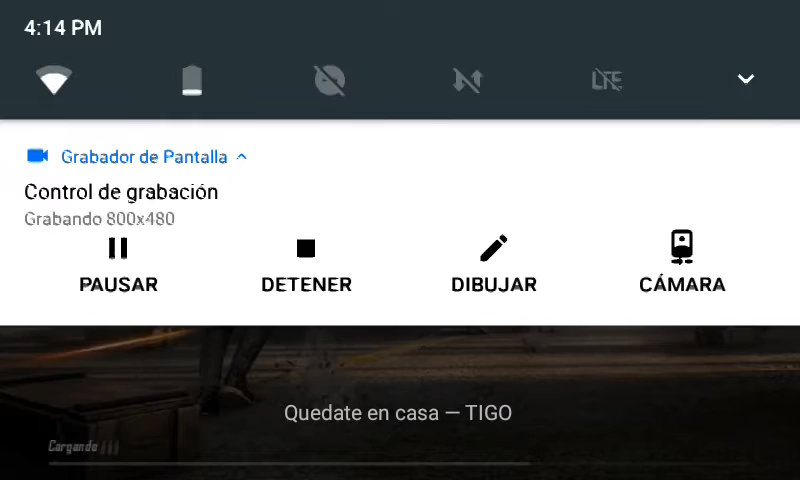 4:14 PM
LTE
Grabador de Pantalla
Control de grabación
Grabando 800x480
PAUSAR
DETENER
DIBUJAR
CÁMARA
Quedate en casa — TIGO
Cargando